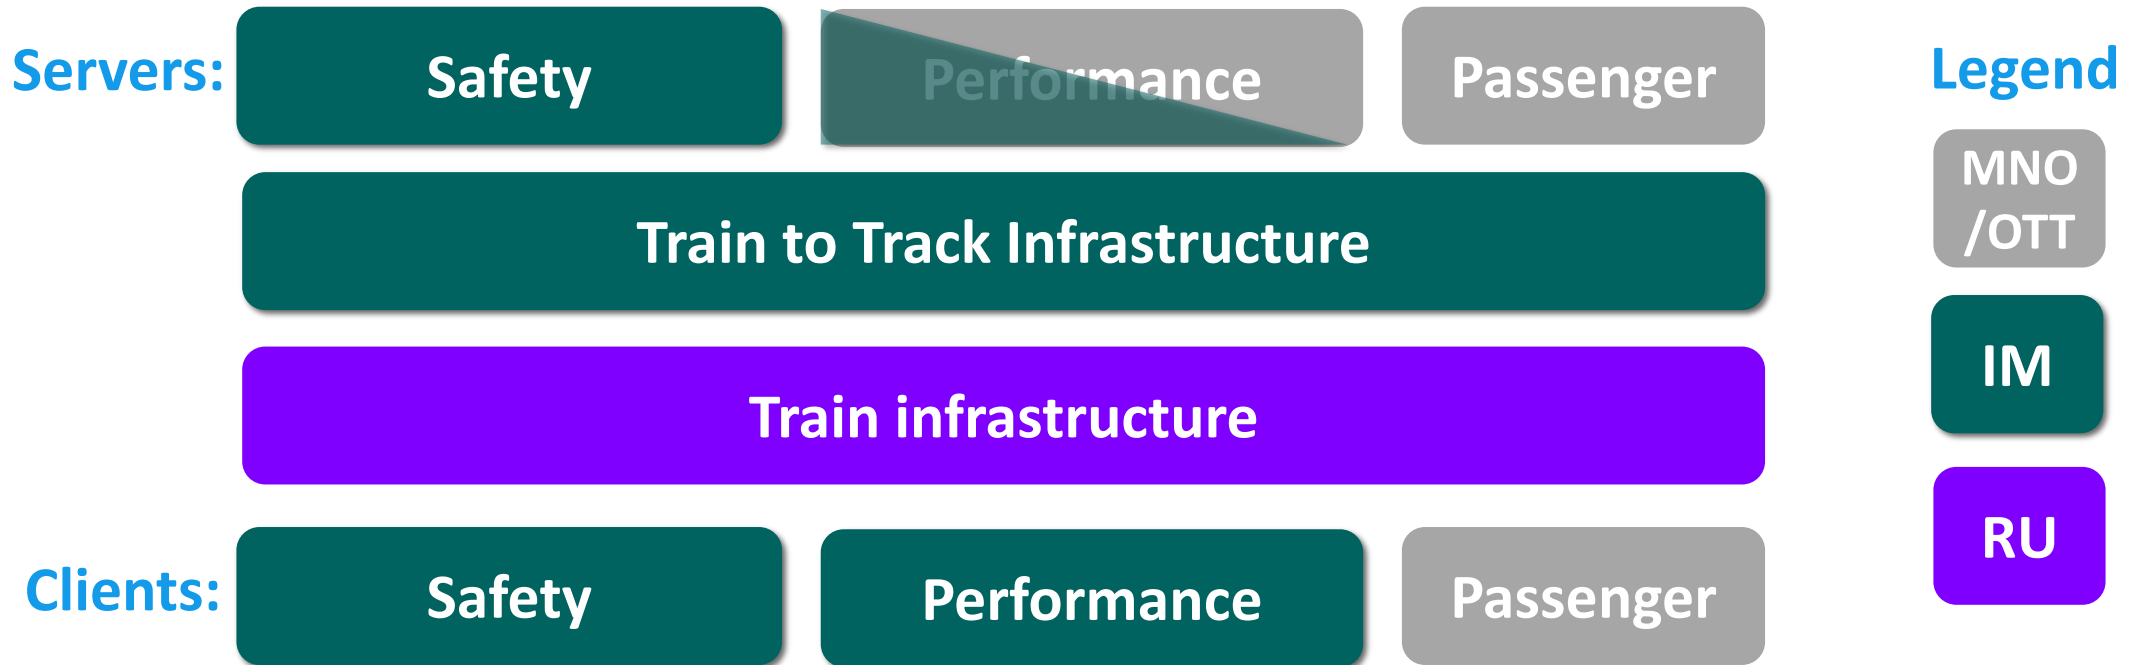 Servers:
Safety
Performance
Passenger
Legend
MNO
/OTT
Train to Track Infrastructure
IM
Train infrastructure
RU
Clients:
Safety
Performance
Passenger